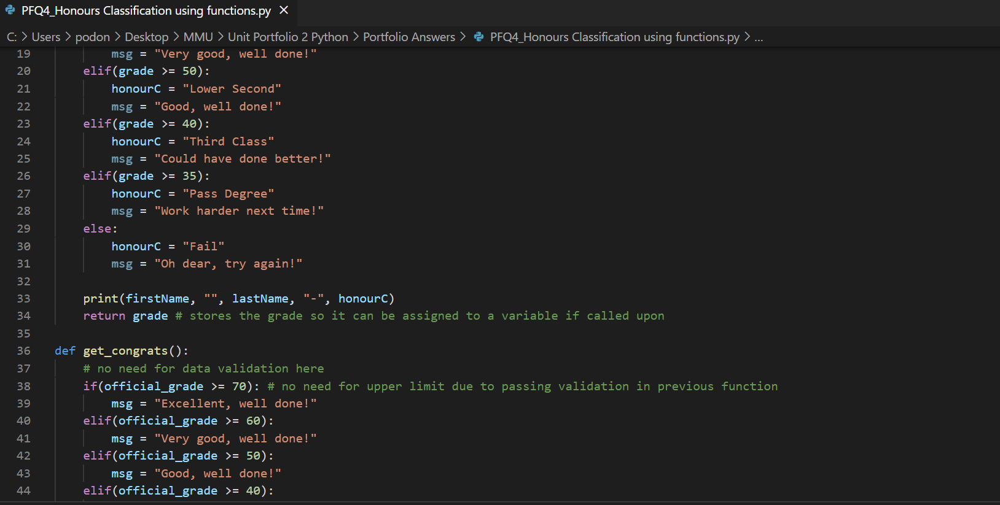 PFQ4_Honours Classification using functions.py ×
C: > Users > podon > Desktop > MMU > Unit Portfolio 2 Python > Portfolio Answers > PFQ4_Honours Classification using functions.py > ...
19 msg = "Very good, well done!"
20 elif(grade >= 50):
21 honourC = "Lower Second"
22 msg = "Good, well done!"
23 elif(grade >= 40):
24 honourC = "Third Class"
25 msg = "Could have done better!"
26 elif(grade >= 35):
27 honourC = "Pass Degree"
28 msg = "Work harder next time!"
29 else:
30 honourC = "Fail"
31 msg = "Oh dear, try again!"
32
33 print(firstName, "", lastName, "-", honourC)
34 return grade # stores the grade so it can be assigned to a variable if called upon
35
36 def get_congrats():
37 # no need for data validation here
38 if(official_grade >= 70): # no need for upper limit due to passing validation in previous function
39 msg = "Excellent, well done!"
40 elif(official_grade >= 60):
41 msg = "Very good, well done!"
42 elif(official_grade >= 50):
43 msg = "Good, well done!"
44 elif(official_grade >= 40):